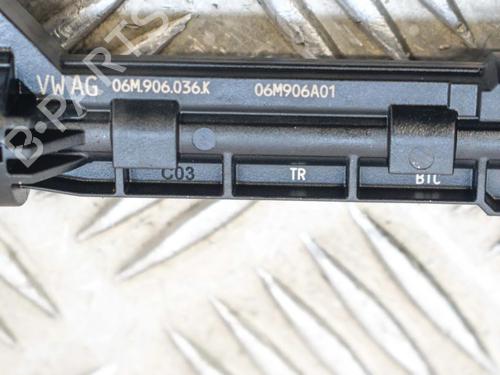 VW AG 06M.906.036.K 06M906A01
C03 TR BTC
B-PARTS